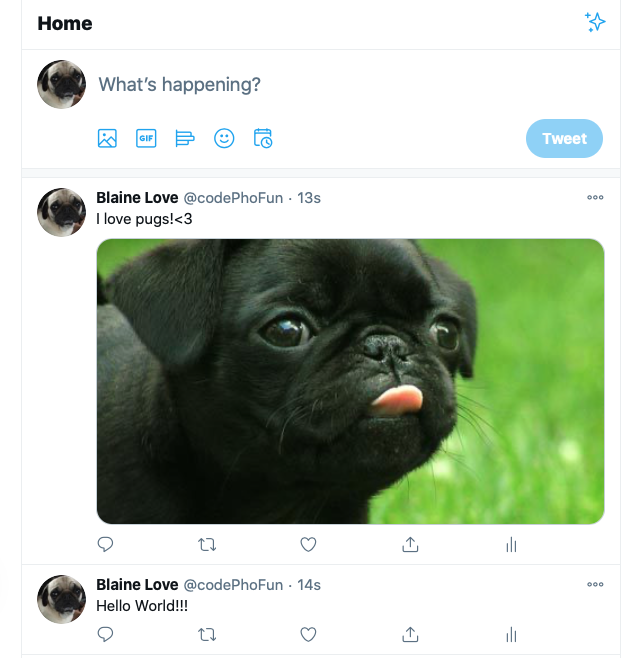 Home
What's happening?
GIF
Tweet
Blaine Love @codePhoFun · 13s
I love pugs!<3
Blaine Love @codePhoFun · 14s
Hello World!!!